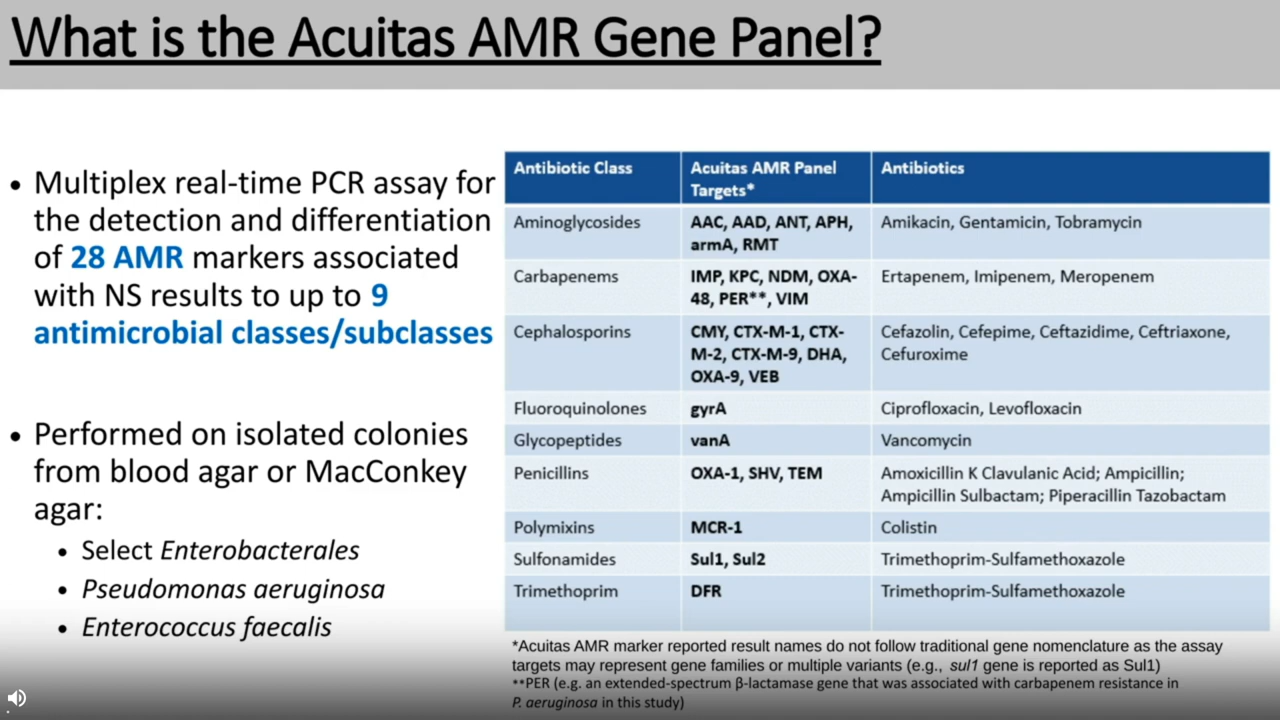 What is the Acuitas AMR Gene Panel?
• Multiplex real-time PCR assay for
the detection and differentiation
of 28 AMR markers associated
with NS results to up to 9
antimicrobial classes/subclasses
• Performed on isolated colonies
from blood agar or MacConkey
agar:
• Select Enterobacterales
• Pseudomonas aeruginosa
• Enterococcus faecalis
Antibiotic Class
Acuitas AMR Panel
Targets*
Antibiotics
Aminoglycosides
AAC, AAD, ANT, APH,
armA, RMT
Amikacin, Gentamicin, Tobramycin
Carbapenems
IMP, KPC, NDM, OXA-
48, PER**, VIM
Ertapenem, Imipenem, Meropenem
Cephalosporins
CMY, CTX-M-1, CTX-
M-2, CTX-M-9, DHA,
OXA-9, VEB
Cefazolin, Cefepime, Ceftazidime, Ceftriaxone,
Cefuroxime
Fluoroquinolones
gyrA
Ciprofloxacin, Levofloxacin
Glycopeptides
vanA
Vancomycin
Penicillins
OXA-1, SHV, TEM
Amoxicillin K Clavulanic Acid; Ampicillin;
Ampicillin Sulbactam; Piperacillin Tazobactam
Polymixins
MCR-1
Colistin
Sulfonamides
Sul1, Sul2
Trimethoprim-Sulfamethoxazole
Trimethoprim
DFR
Trimethoprim-Sulfamethoxazole
*Acuitas AMR marker reported result names do not follow traditional gene nomenclature as the assay
targets may represent gene families or multiple variants (e.g., sul1 gene is reported as Sul1)
**PER (e.g. an extended-spectrum β-lactamase gene that was associated with carbapenem resistance in
P. aeruginosa in this study)